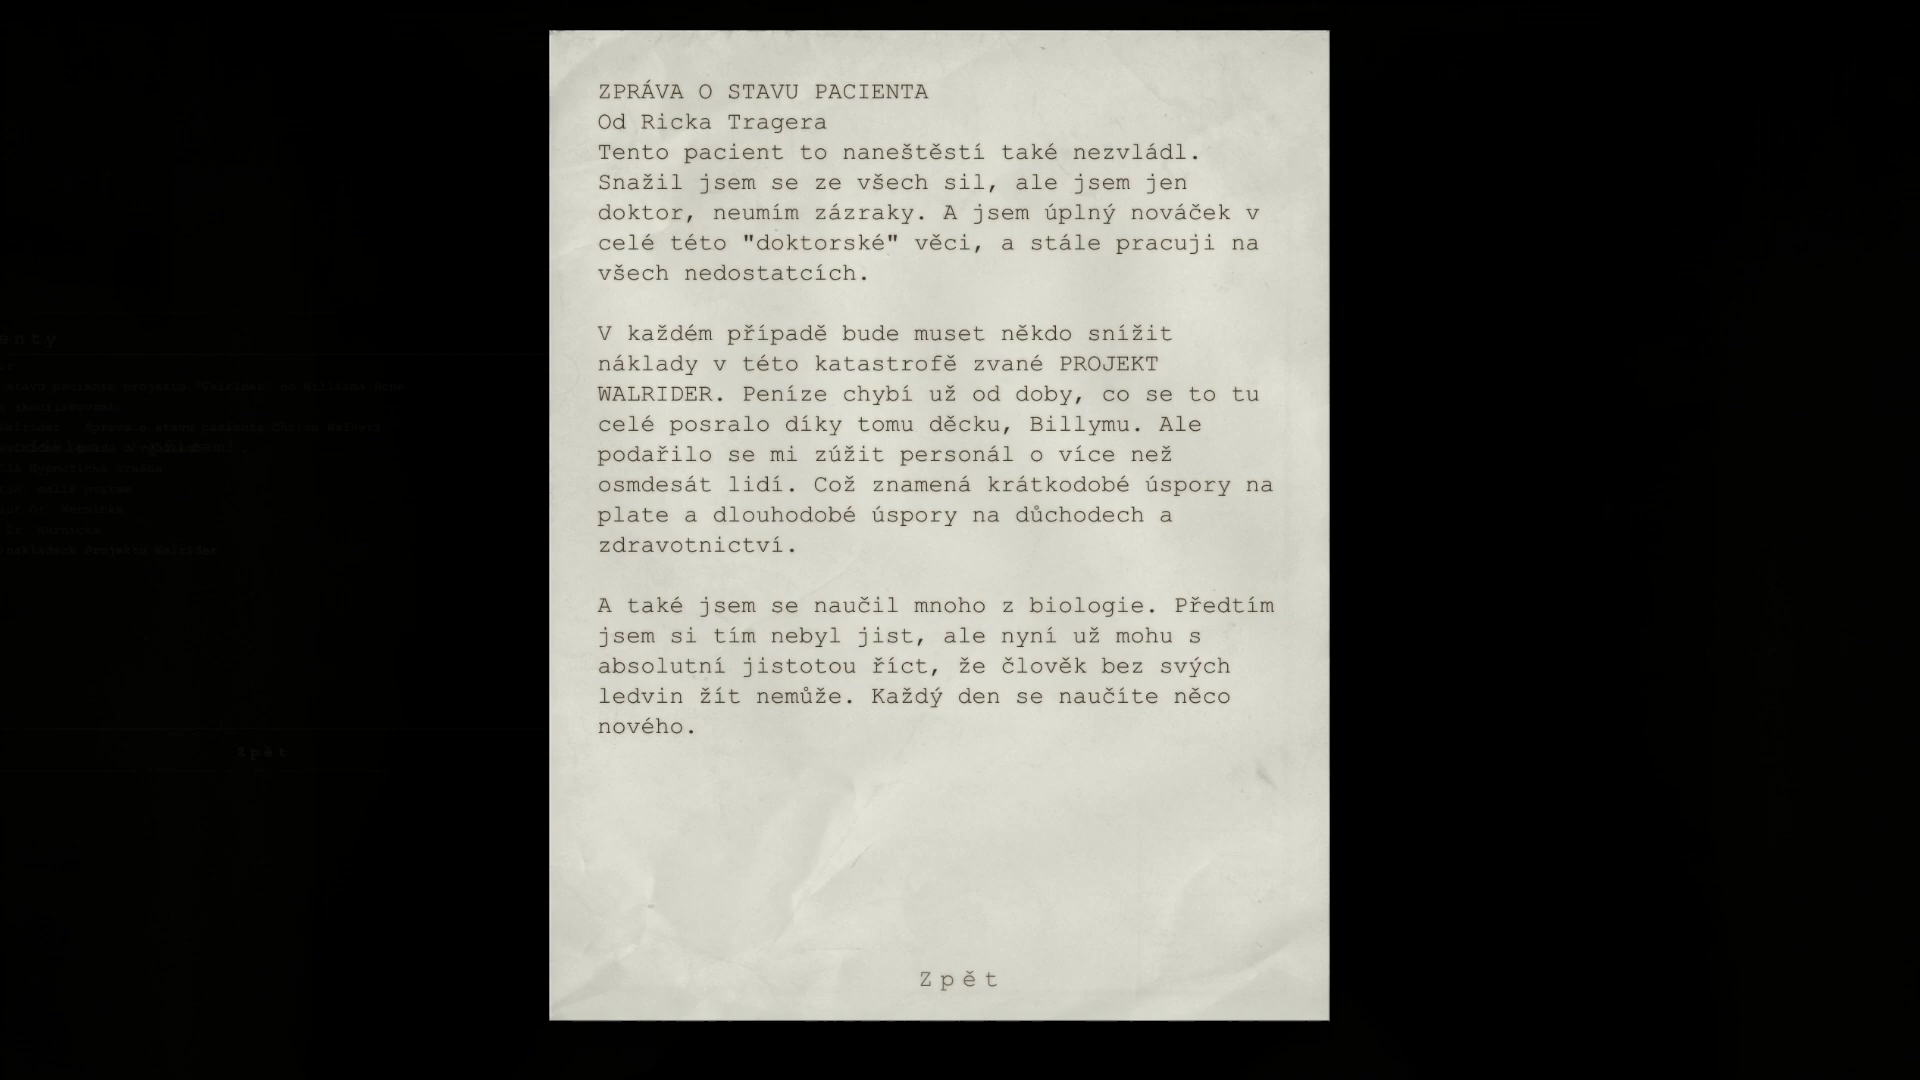 ZPRÁVA O STAVU PACIENTA
Od Ricka Tragera
Tento pacient to naneštěstí také nezvládl.
Snažil jsem se ze všech sil, ale jsem jen
doktor, neumím zázraky. A jsem úplný nováček v
celé této "doktorské" věci, a stále pracuji na
všech nedostatcích.
V každém případě bude muset někdo snížit
náklady v této katastrofě zvané PROJEKT
WALRIDER. Peníze chybí už od doby, co se to tu
celé posralo díky tomu děcku, Billymu. Ale
podařilo se mi zúžit personál o více než
osmdesát lidí. Což znamená krátkodobé úspory na
plate a dlouhodobé úspory na důchodech a
zdravotnictví.
A také jsem se naučil mnoho z biologie. Předtím
jsem si tím nebyl jist, ale nyní už mohu s
absolutní jistotou říct, že člověk bez svých
ledvin žít nemůže. Každý den se naučíte něco
nového.
Zpět
Zpět